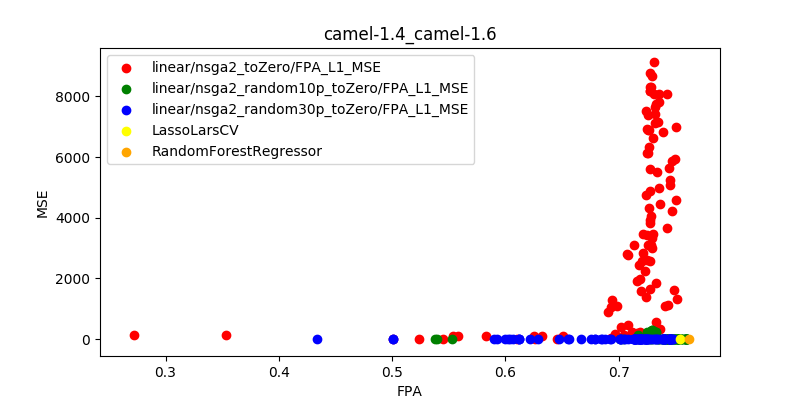 camel-1.4_camel-1.6
linear/nsga2_toZero/FPA_L1_MSE
linear/nsga2_random10p_toZero/FPA_L1_MSE
linear/nsga2_random30p_toZero/FPA_L1_MSE
LassoLarsCV
RandomForestRegressor
MSE
8000
6000
4000
2000
0
0.3 0.4 0.5 0.6 0.7
FPA